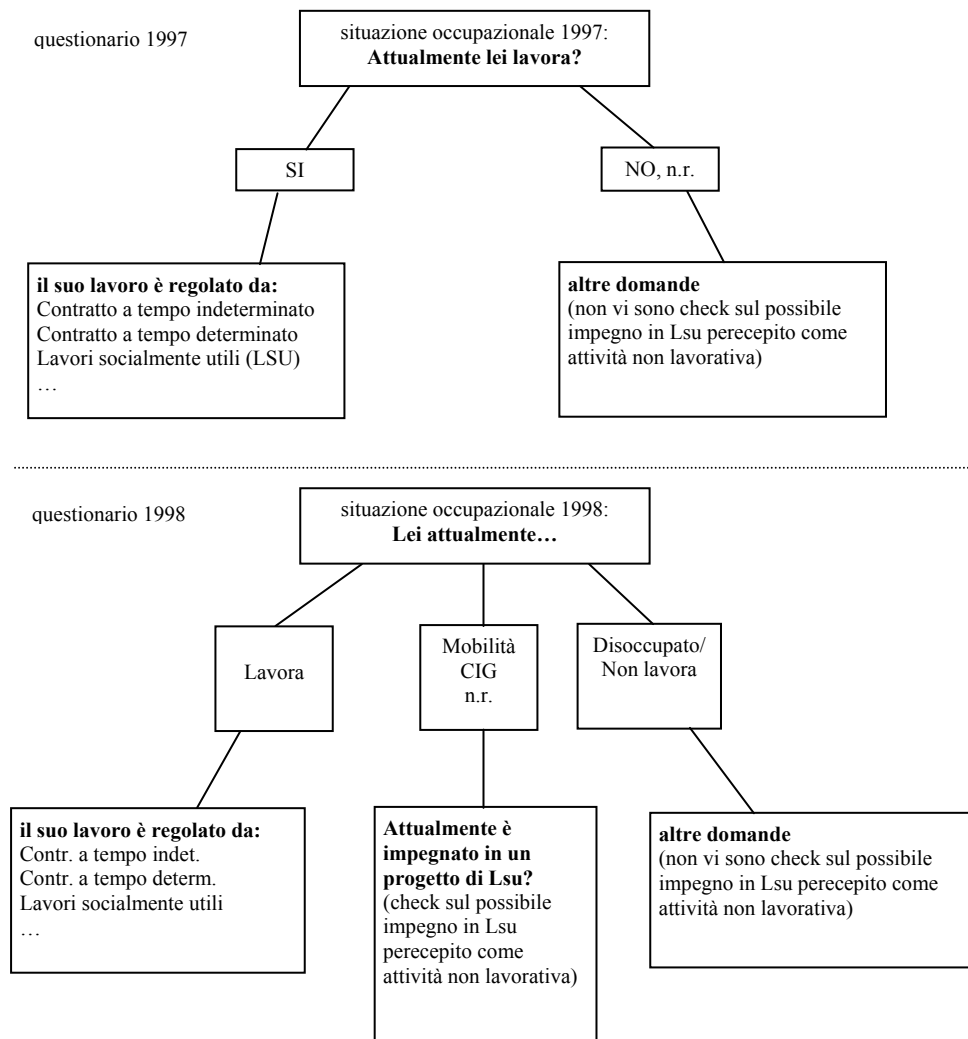 questionario 1997
situazione occupazionale 1997:
Attualmente lei lavora?
SI
NO, n.r.
il suo lavoro è regolato da:
Contratto a tempo indeterminato
Contratto a tempo determinato
Lavori socialmente utili (LSU)
…
altre domande
(non vi sono check sul possibile
impegno in Lsu perecepito come
attività non lavorativa)
questionario 1998
situazione occupazionale 1998:
Lei attualmente…
Lavora
Mobilità
CIG
n.r.
Disoccupato/
Non lavora
il suo lavoro è regolato da:
Contr. a tempo indet.
Contr. a tempo determ.
Lavori socialmente utili
…
Attualmente è
impegnato in un
progetto di Lsu?
(check sul possibile
impegno in Lsu
perecepito come
attività non lavorativa)
altre domande
(non vi sono check sul possibile
impegno in Lsu perecepito come
attività non lavorativa)